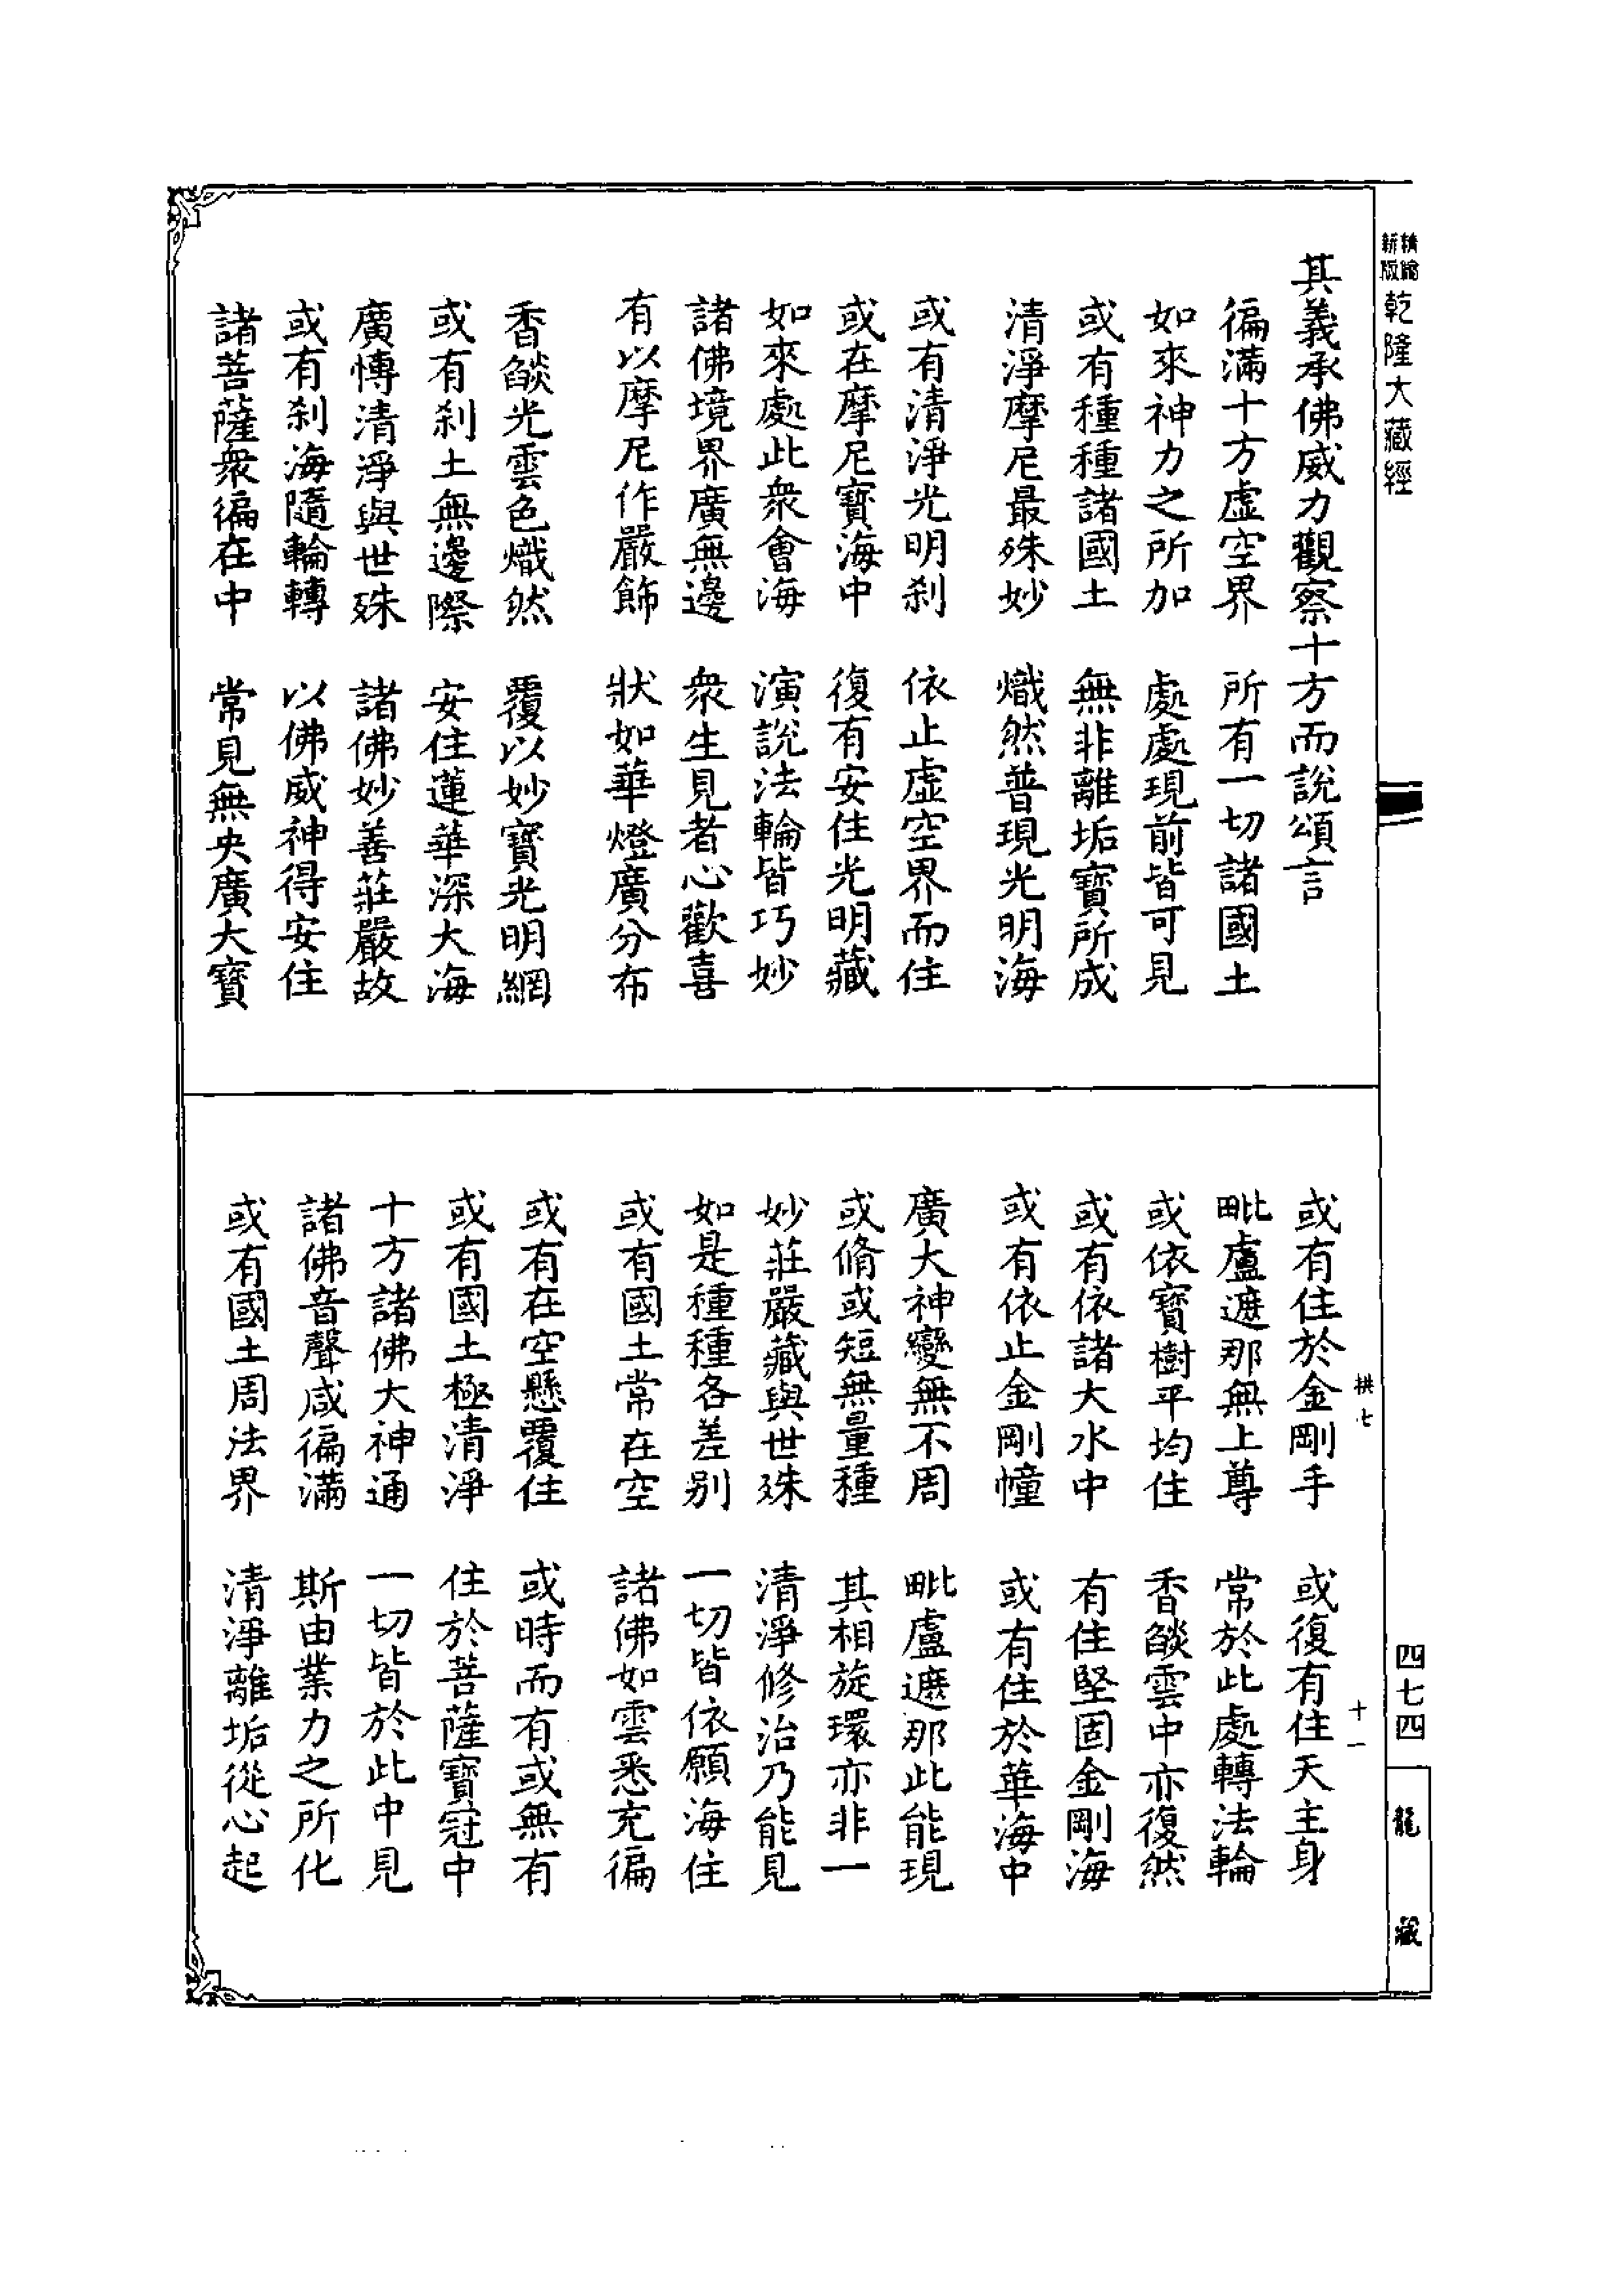 精編新版
乾隆大藏經
其義承佛威力觀察十方而說頌言
徧滿十方虛空界　所有一切諸國土
如來神力之所加　處處現前皆可見
或有種種諸國土　無非離垢寶所成
清淨摩尼最殊妙　熾然普現光明海
或有清淨光明刹　依止虛空界而住
或在摩尼寶海中　復有安住光明藏
如來處此衆會海　演說法輪皆巧妙
諸佛境界廣無邊　衆生見者心歡喜
有以摩尼作嚴飾　狀如華燈廣分布
香燄光雲色熾然　覆以妙寶光明網
或有刹土無邊際　安住蓮華深大海
廣愽清淨與世殊　諸佛妙善莊嚴故
或有刹海隨輪轉　以佛威神得安住
諸菩薩衆徧在中　常見無央廣大寶
拱七
十一
或有住於金剛手　或復有住天主身
毗盧遮那無上尊　常於此處轉法輪
或依寶樹平均住　香燄雲中亦復然
或有依諸大水中　有住堅固金剛海
或有依止金剛幢　或有住於華海中
廣大神變無不周　毗盧遮那此能現
或脩或短無量種　其相旋環亦非一
妙莊嚴藏與世殊　清淨修治乃能見
如是種種各差别　一切皆依願海住
或有國土常在空　諸佛如雲悉充徧
或有在空懸覆住　或時而有或無有
或有國土極清淨　住於菩薩寶冠中
十方諸佛大神通　一切皆於此中見
諸佛音聲咸徧滿　斯由業力之所化
或有國土周法界　清淨離垢從心起
四七四
龍藏